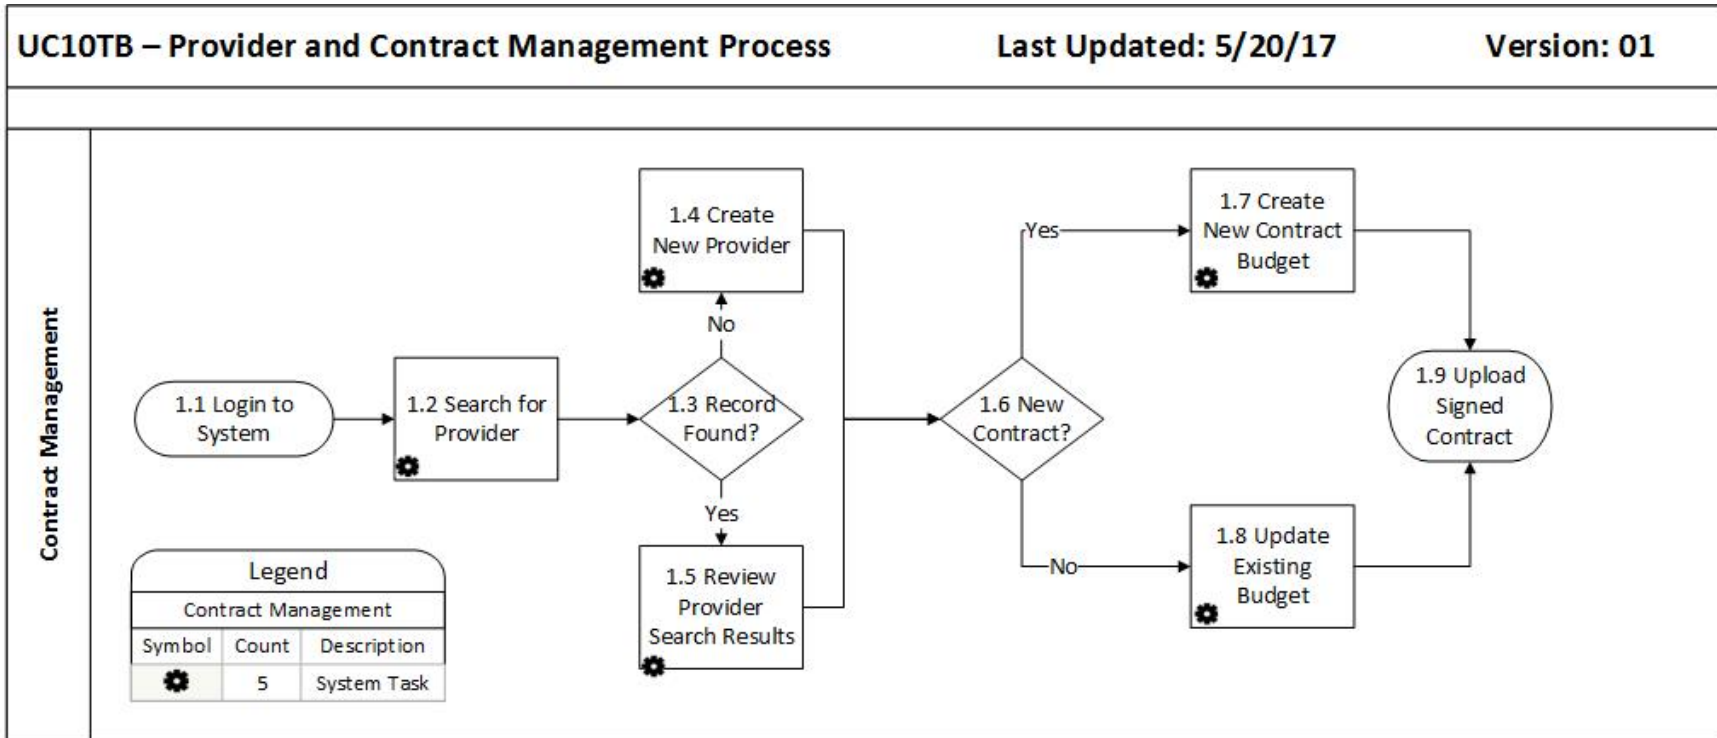 UC10TB – Provider and Contract Management Process Last Updated: 5/20/17 Version: 01
Contract Management
1.1 Login to
System
1.2 Search for
Provider
1.3 Record
Found?
No
1.4 Create
New Provider
Yes
1.5 Review
Provider
Search Results
1.6 New
Contract?
Yes
1.7 Create
New Contract
Budget
No
1.8 Update
Existing
Budget
1.9 Upload
Signed
Contract
Legend
Contract Management
Symbol Count Description
5 System Task